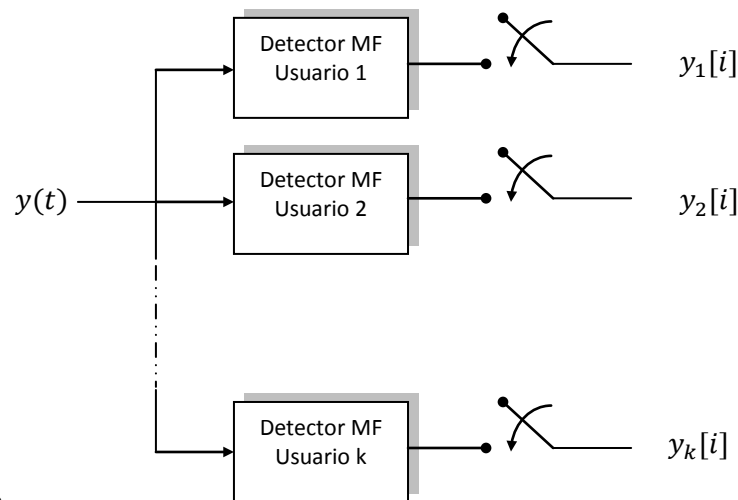 Detector MF
Usuario 1
y₁[i]
Detector MF
Usuario 2
y(t)
y₂[i]
Detector MF
Usuario k
yₖ[i]